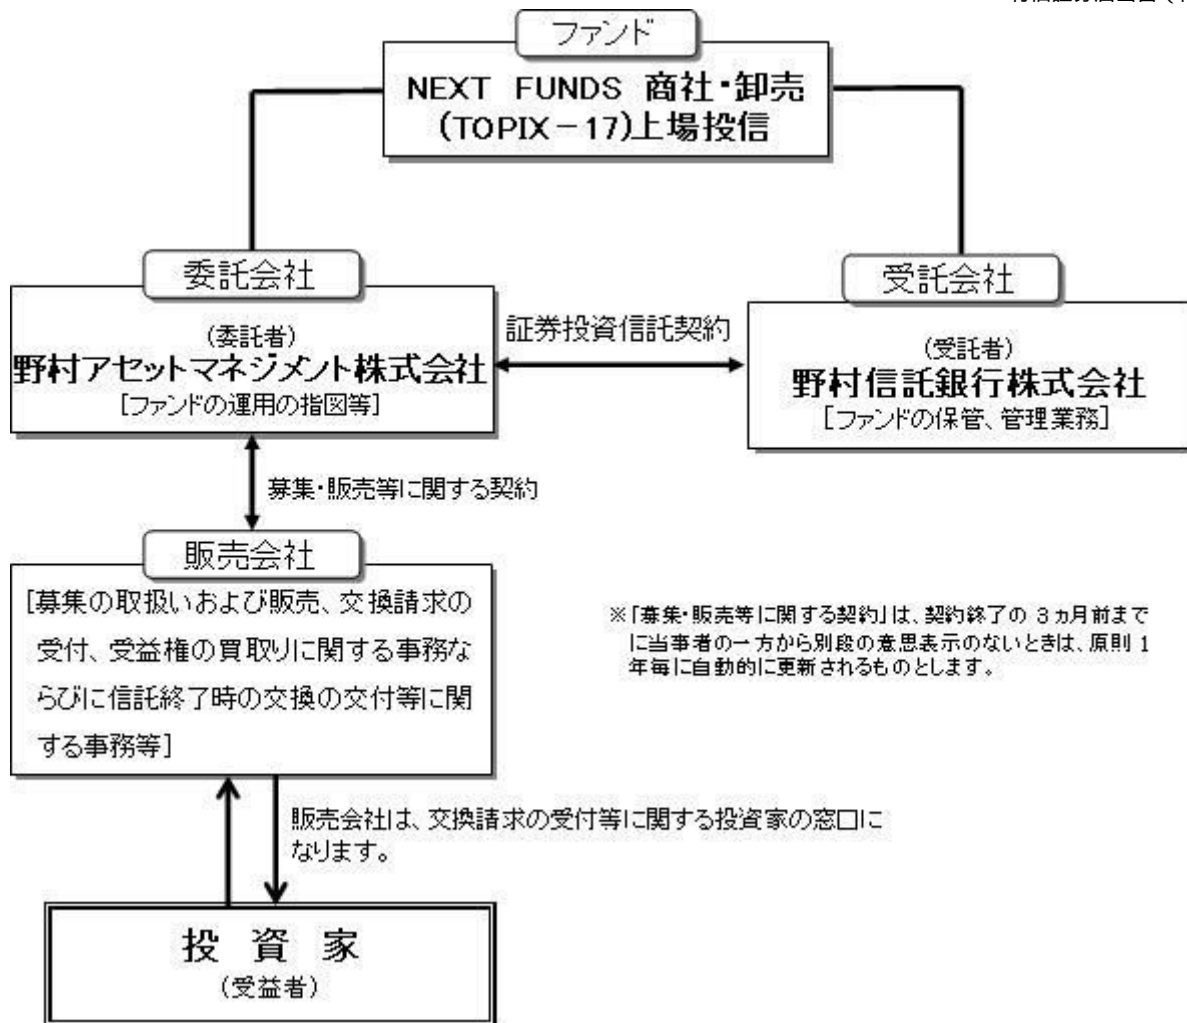 ファンド
NEXT FUNDS 商社・卸売
(TOPIX－17)上場投信
委託会社
(委託者)
野村アセットマネジメント株式会社
[ファンドの運用の指図等]
証券投資信託契約
受託会社
(受託者)
野村信託銀行株式会社
[ファンドの保管、管理業務]
募集・販売等に関する契約
販売会社
[募集の取扱いおよび販売、交換請求の
受付、受益権の買取りに関する事務な
らびに信託終了時の交換の交付等に関
する事務等]
※「募集・販売等に関する契約」は、契約終了の 3ヵ月前まで
に当事者の一方から別段の意思表示のないときは、原則 1
年毎に自動的に更新されるものとします。
販売会社は、交換請求の受付等に関する投資家の窓口に
なります。
投 資 家
(受益者)